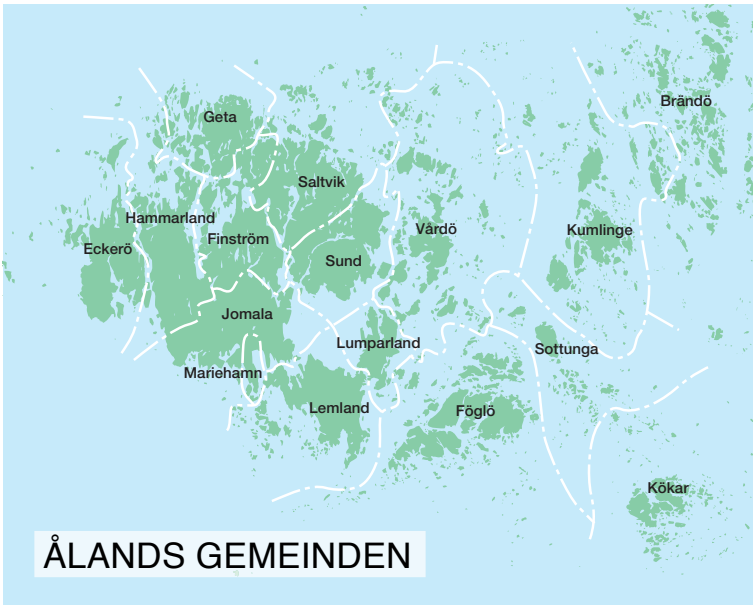 Brändö
Geta
Saltvik
Hammarland
Vårdö
Kumlinge
Finström
Eckerö
Sund
Jomala
Lumparland
Sottunga
Mariehamn
Lemland
Föglö
Kökar
ÅLANDS GEMEINDEN